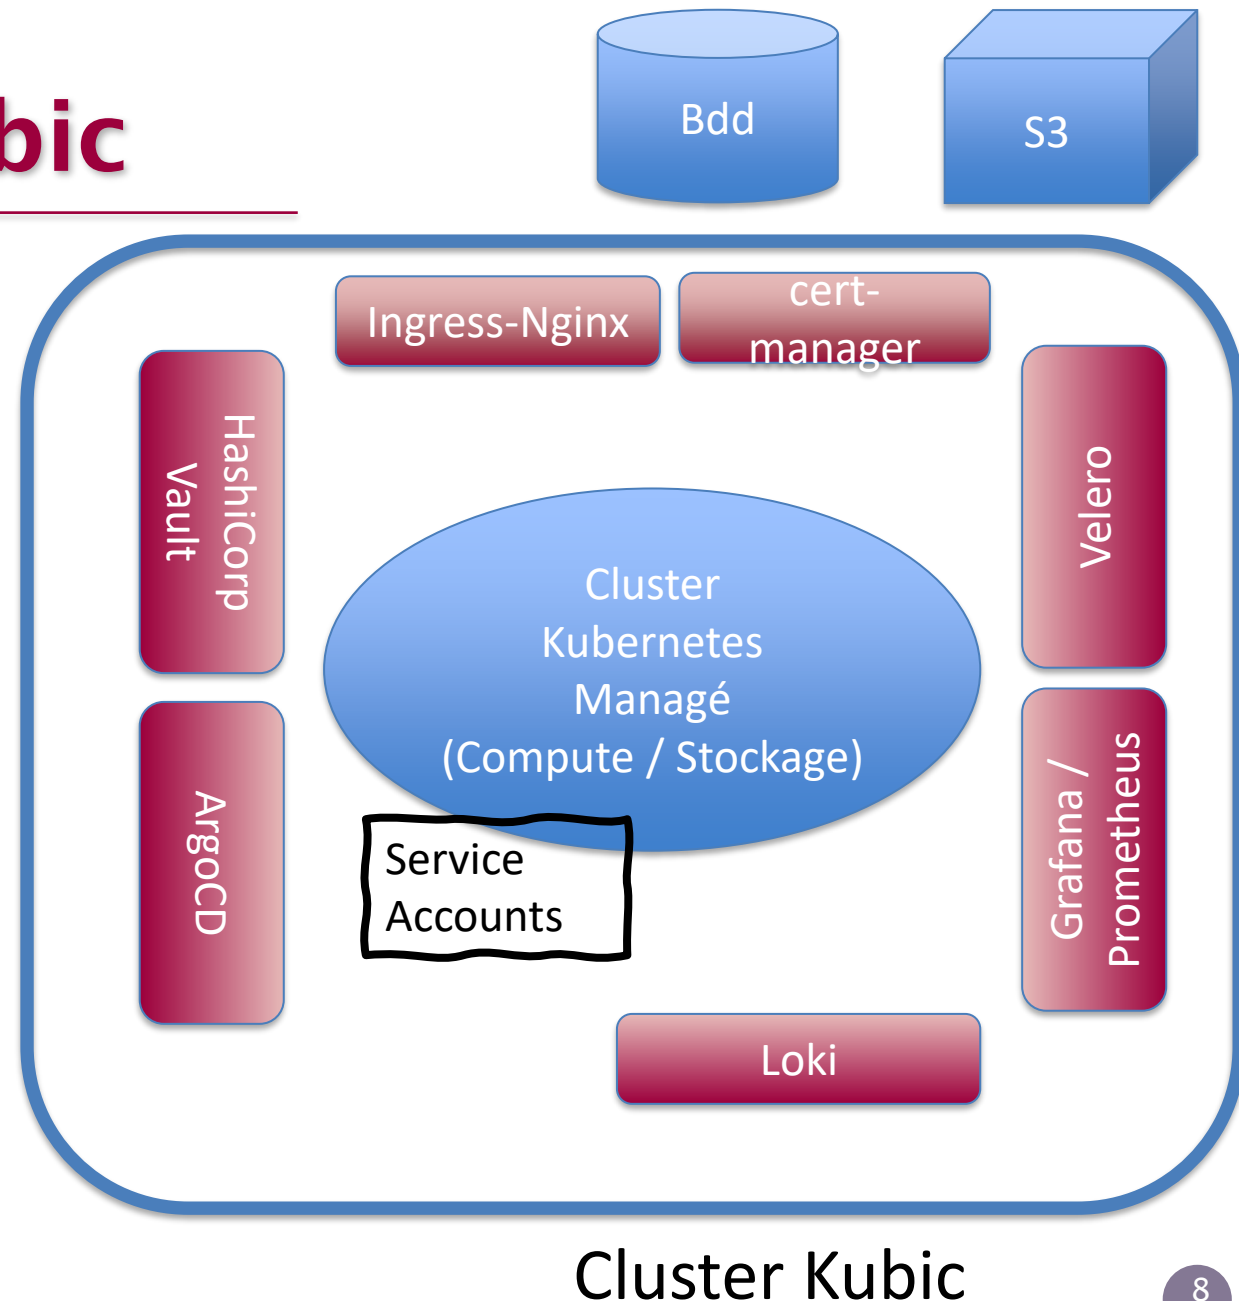 bic
Bdd
S3
Ingress-Nginx
cert-
manager
HashiCorp
Vault
Velero
Cluster
Kubernetes
Managé
(Compute / Stockage)
Service
Accounts
ArgoCD
Grafana /
Prometheus
Loki
Cluster Kubic
8